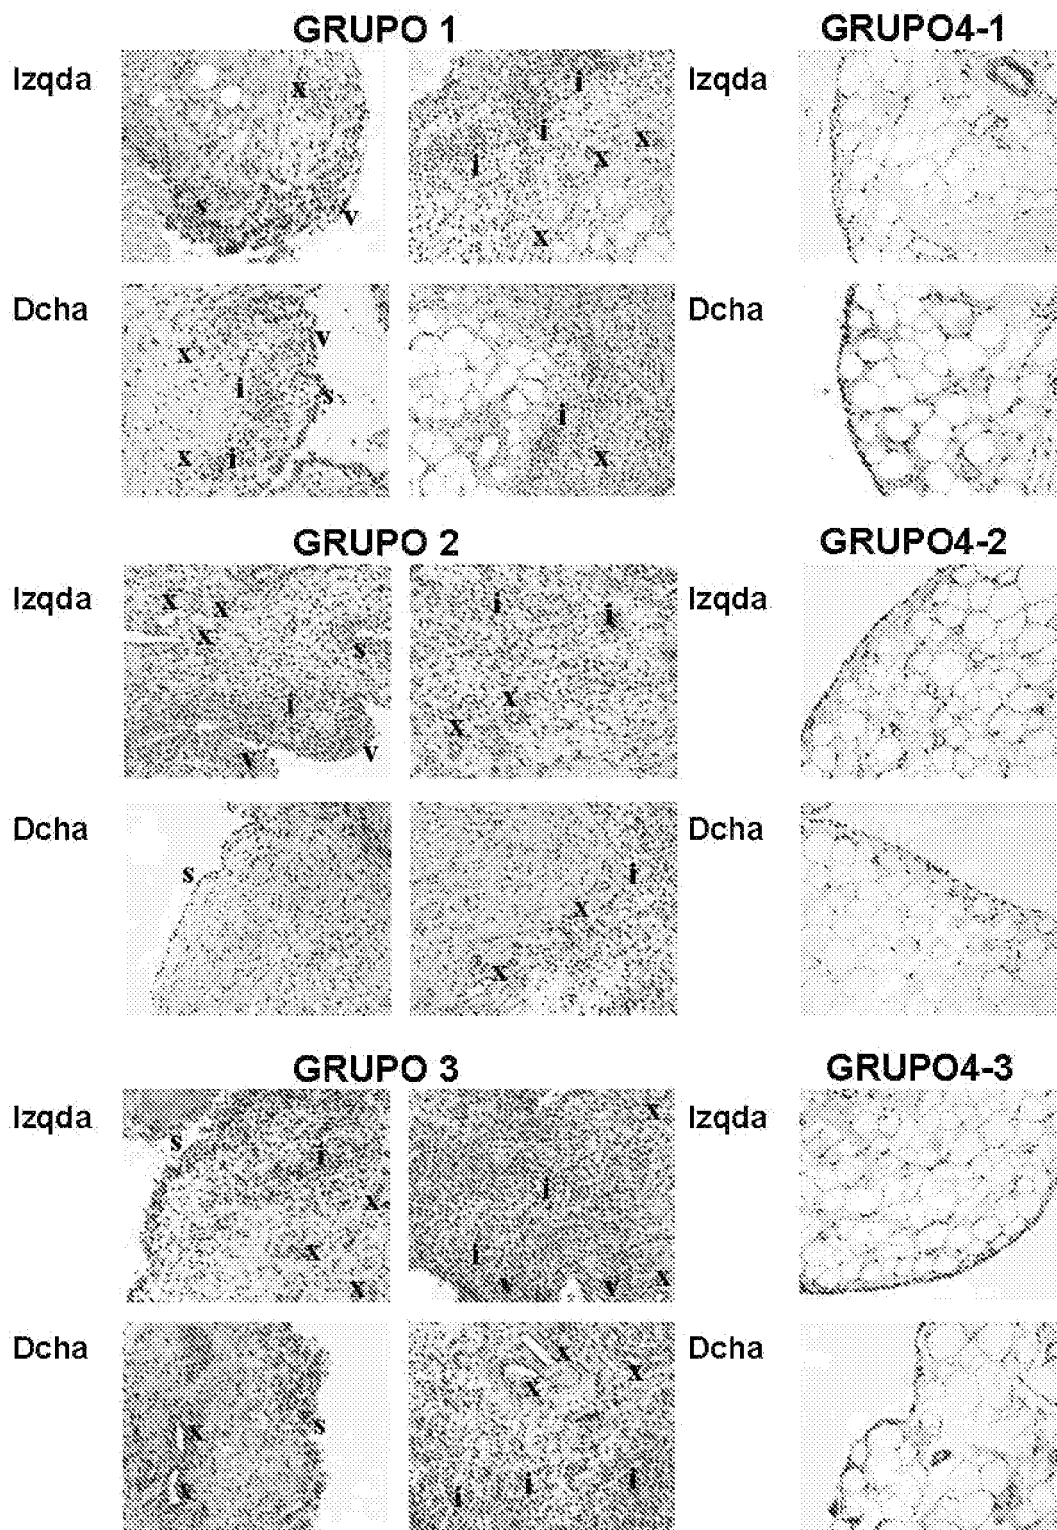 GRUPO 1 GRUPO4-1
Izqda Izqda
x i
i
x
i x
s
v
x
Dcha Dcha
v
x
i s
i
x i x
GRUPO 2 GRUPO4-2
Izqda Izqda
x x i i
x s
x
i x
v v
Dcha Dcha
s i
x
x
GRUPO 3 GRUPO4-3
Izqda Izqda
s x
i
i
x
x i
x v v x
Dcha Dcha
x x
x
x s
x i i i